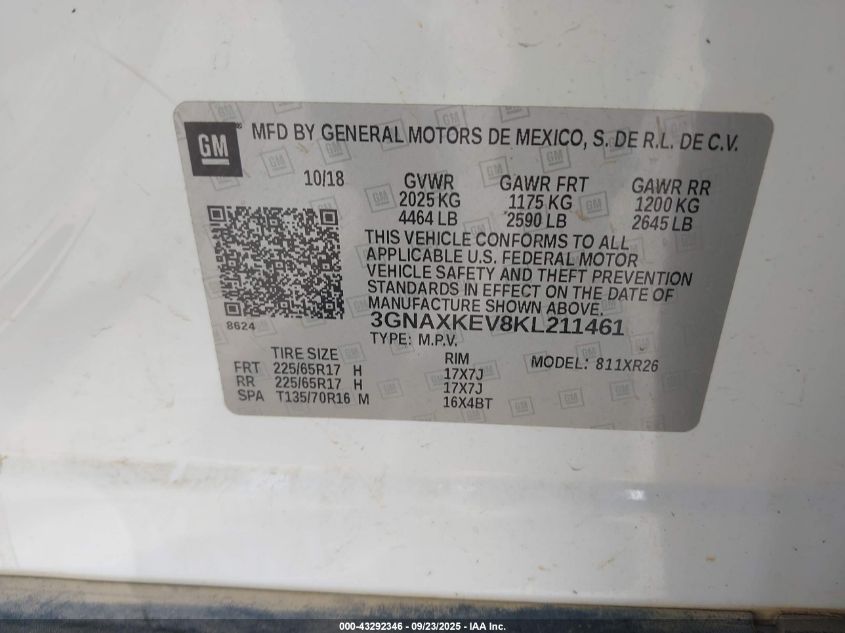 GM
MFD BY GENERAL MOTORS DE MEXICO, S. DE R.L. DE C.V.
10/18
GVWR GAWR FRT GAWR RR
2025 KG 1175 KG 1200 KG
4464 LB 2590 LB 2645 LB
THIS VEHICLE CONFORMS TO ALL
APPLICABLE U.S. FEDERAL MOTOR
VEHICLE SAFETY AND THEFT PREVENTION
STANDARDS IN EFFECT ON THE DATE OF
MANUFACTURE SHOWN ABOVE.
8624
3GNAXKEV8KL211461
TYPE: M.P.V.
TIRE SIZE RIM MODEL: 811XR26
FRT 225/65R17 H 17X7J
RR 225/65R17 H 17X7J
SPA T135/70R16 M 16X4BT
000-43292346 - 09/23/2025 - IAA Inc.